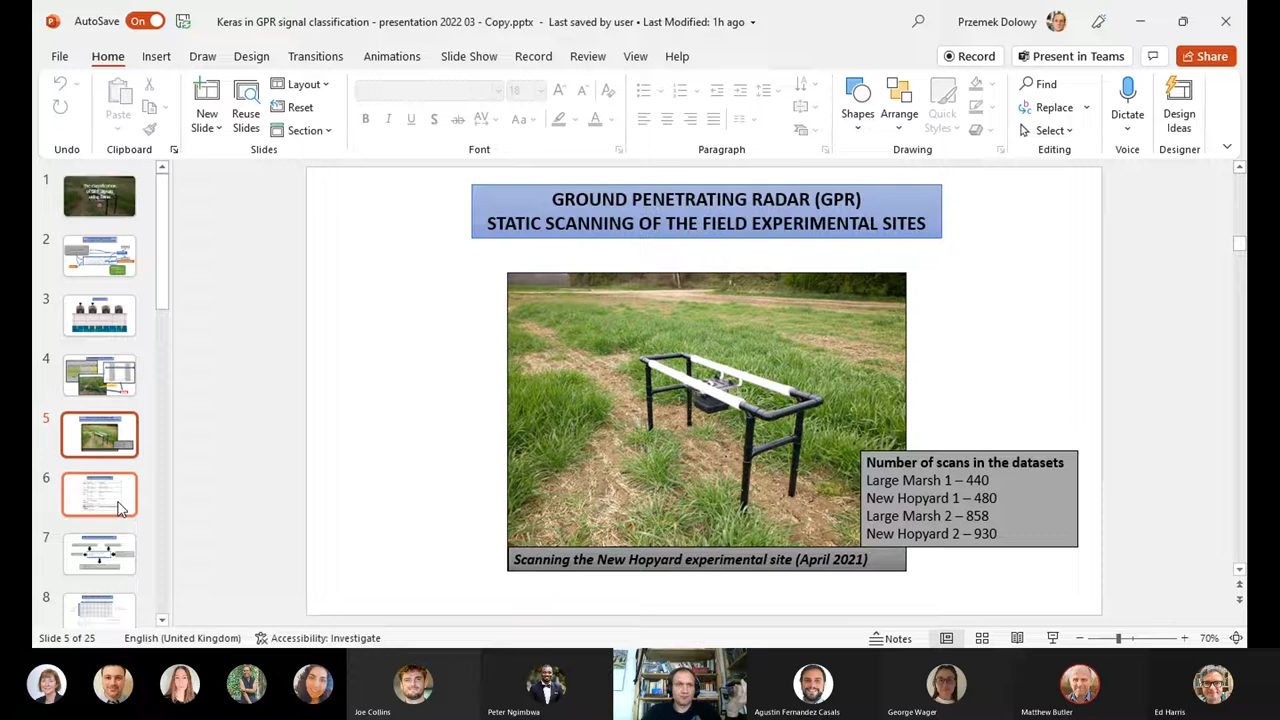 AutoSave
On
Keras in GPR signal classification - presentation 2022 03 - Copy.pptx • Last saved by user • Last Modified: 1h ago
Przemek Dolowy
File
Home
Insert
Draw
Design
Transitions
Animations
Slide Show
Record
Review
View
Help
Record
Present in Teams
Share
Paste
New
Slide
Reuse
Slides
Layout
Reset
Section
18
B I U S ab AV
Aa
A
Shapes
Arrange
Quick
Styles
Find
Replace
Select
Dictate
Design
Ideas
Undo
Clipboard
Slides
Font
Paragraph
Drawing
Editing
Voice
Designer
1
2
3
4
5
6
7
8
GROUND PENETRATING RADAR (GPR)
STATIC SCANNING OF THE FIELD EXPERIMENTAL SITES
Number of scans in the datasets
Large Marsh 1 – 440
New Hopyard 1 – 480
Large Marsh 2 – 858
New Hopyard 2 – 930
Scanning the New Hopyard experimental site (April 2021)
Slide 5 of 25
English (United Kingdom)
Accessibility: Investigate
Notes
70%
Joe Collins
Peter Ngimbwa
Agustin Fernandez Casals
George Wager
Matthew Butler
Ed Harris